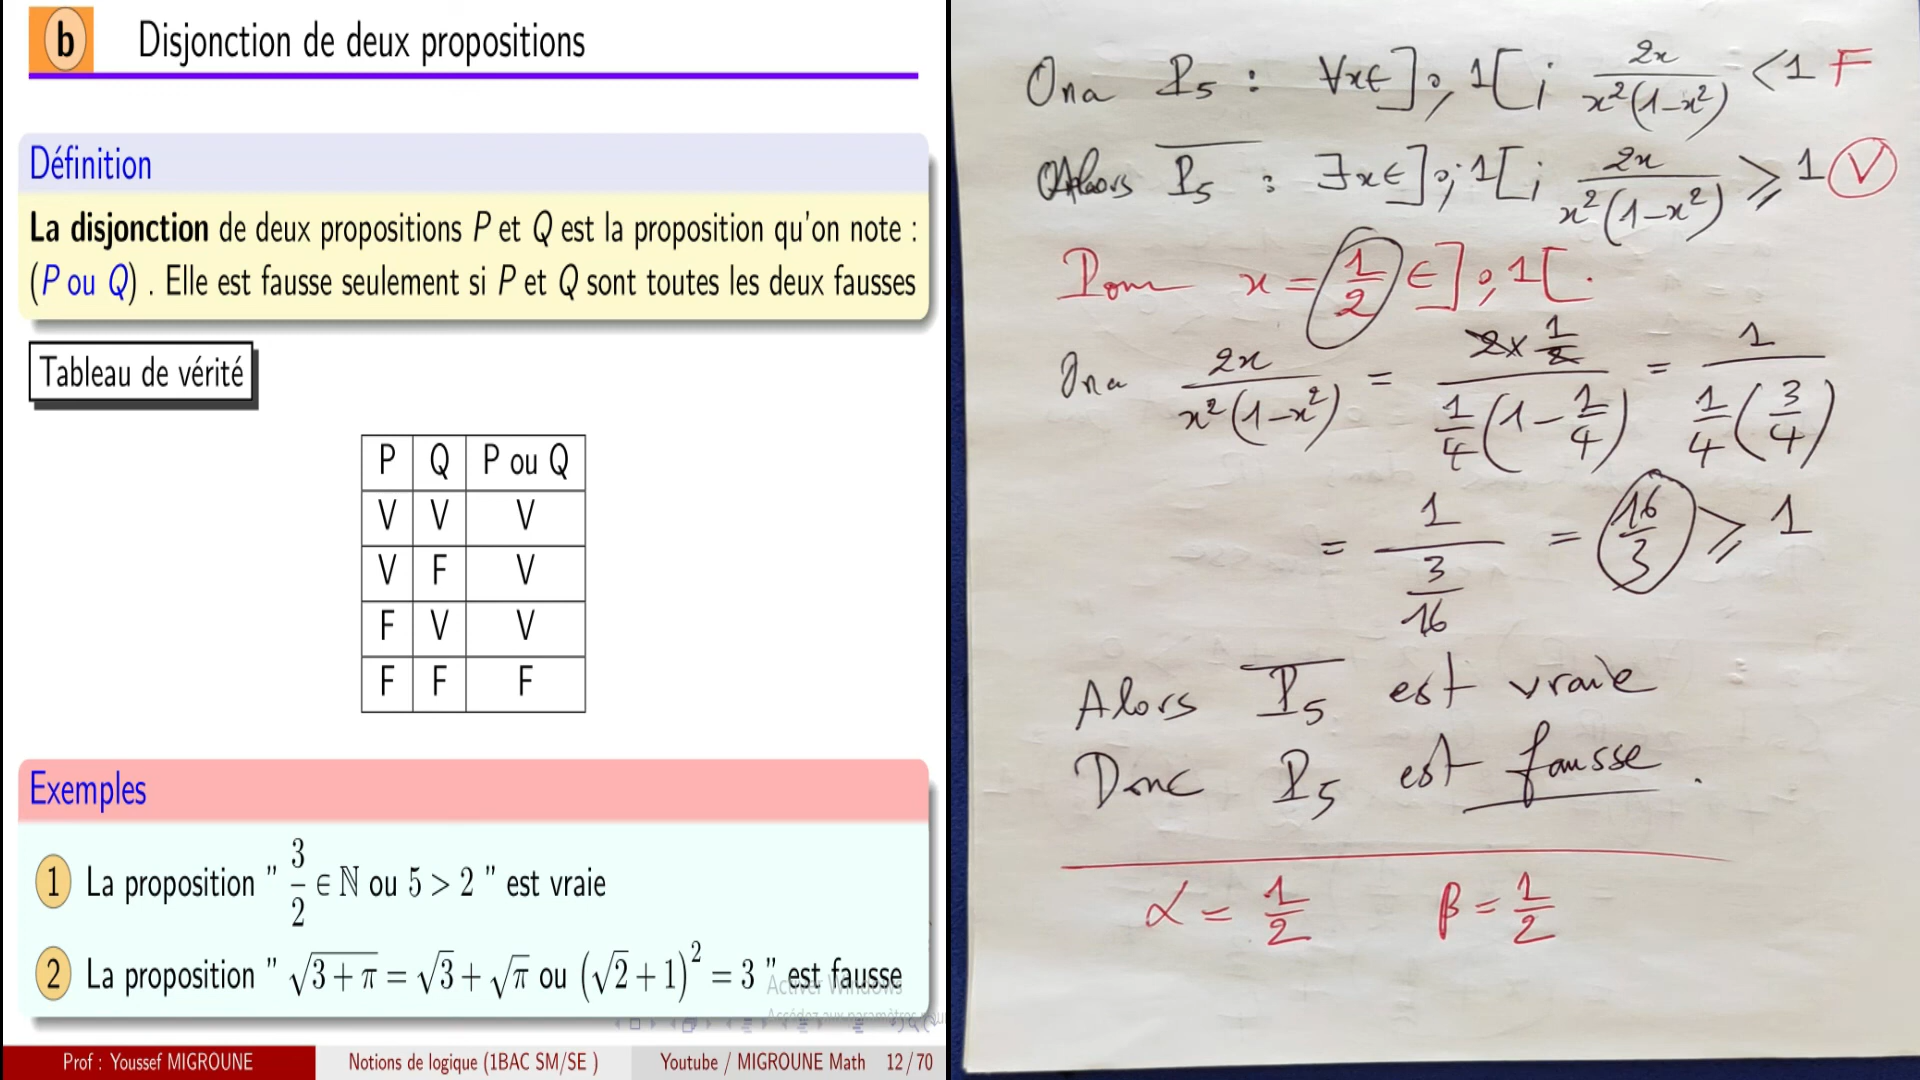 b Disjonction de deux propositions
Définition
La disjonction de deux propositions P et Q est la proposition qu'on note :
(P ou Q) . Elle est fausse seulement si P et Q sont toutes les deux fausses
Tableau de vérité
P Q P ou Q
V V V
V F V
F V V
F F F
Exemples
1 La proposition " 3/2 ∈ ℕ ou 5 > 2 " est vraie
2 La proposition " √(3 + π) = √3 + √π ou (√2 + 1)² = 3 " est fausse
Activer Windows
Prof : Youssef MIGROUNE Notions de logique (1BAC SM/SE ) Youtube / MIGROUNE Math 12/70
On a P₅ : ∀x∈]0;1[ ; 2x/(x²(1-x²)) <1 F
Alors P̅₅ : ∃x∈]0;1[ ; 2x/(x²(1-x²)) ⩾ 1 V
Pour x = 1/2 ∈ ]0;1[.
On a 2x/(x²(1-x²)) = (2x 1/2)/(1/4(1-1/4)) = 1/(1/4(3/4))
= 1/(3/16) = 16/3 ⩾ 1
Alors P̅₅ est vraie
Donc P₅ est fausse .
α = 1/2 β = 1/2